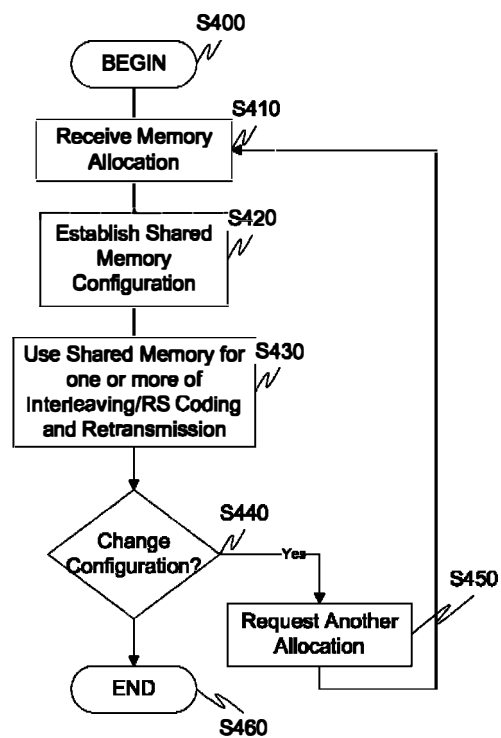 S400
BEGIN
S410
Receive Memory
Allocation
S420
Establish Shared
Memory
Configuration
S430
Use Shared Memory for
one or more of
Interleaving/RS Coding
and Retransmission
S440
Change
Configuration?
Yes
S450
Request Another
Allocation
END
S460